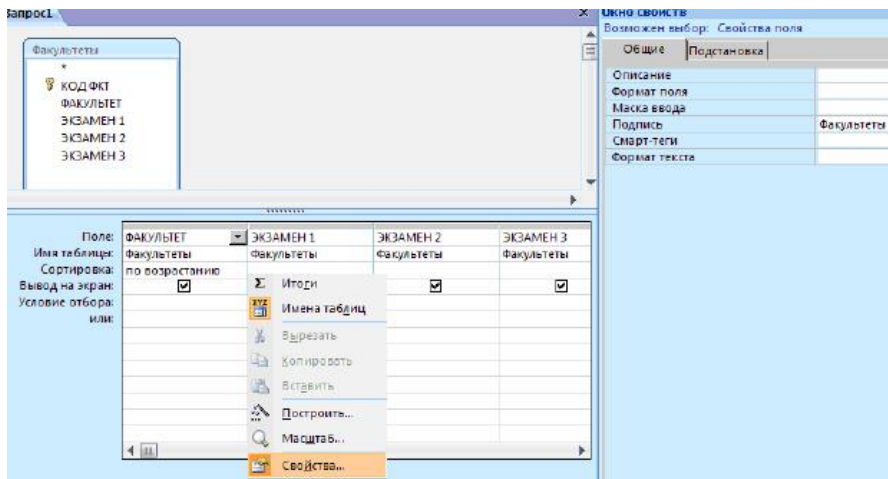 Запрос1
Окно свойств
Возможен выбор: Свойства поля
Общие Подстановка
Описание
Формат поля
Маска ввода
Подпись Факультеты
Смарт-теги
Формат текста
Факультеты
*
КОД ФКТ
ФАКУЛЬТЕТ
ЭКЗАМЕН 1
ЭКЗАМЕН 2
ЭКЗАМЕН 3
Поле: ФАКУЛЬТЕТ ЭКЗАМЕН 1 ЭКЗАМЕН 2 ЭКЗАМЕН 3
Имя таблицы: Факультеты Факультеты Факультеты Факультеты
Сортировка: по возрастанию
Вывод на экран:
Условие отбора:
или:
Σ Итоги
XYZ Имена таблиц
Вырезать
Копировать
Вставить
Построить...
Масштаб...
Свойства...